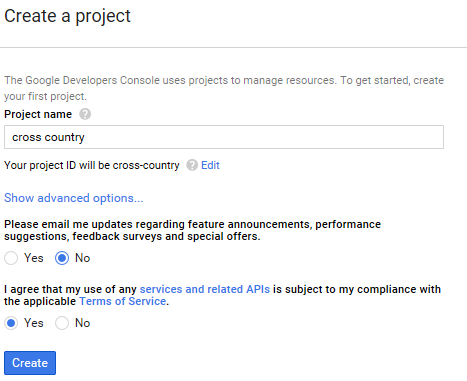 Create a project
The Google Developers Console uses projects to manage resources. To get started, create
your first project.
Project name ?
cross country
Your project ID will be cross-country ? Edit
Show advanced options...
Please email me updates regarding feature announcements, performance
suggestions, feedback surveys and special offers.
Yes No
I agree that my use of any services and related APIs is subject to my compliance with
the applicable Terms of Service.
Yes No
Create